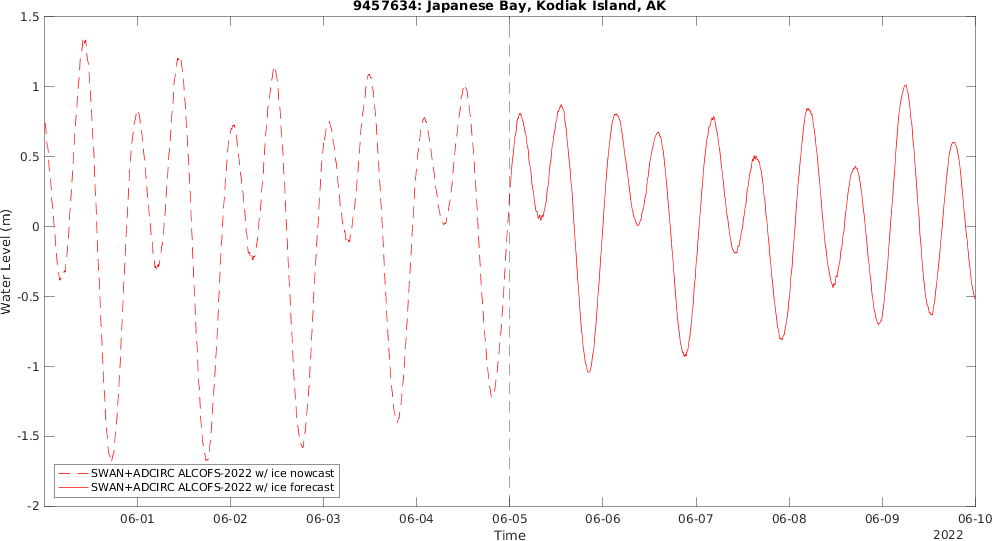 9457634: Japanese Bay, Kodiak Island, AK
1.5
1
0.5
0
-0.5
-1
-1.5
-2
Water Level (m)
SWAN+ADCIRC ALCOFS-2022 w/ ice nowcast
SWAN+ADCIRC ALCOFS-2022 w/ ice forecast
06-01 06-02 06-03 06-04 06-05 06-06 06-07 06-08 06-09 06-10
Time
2022